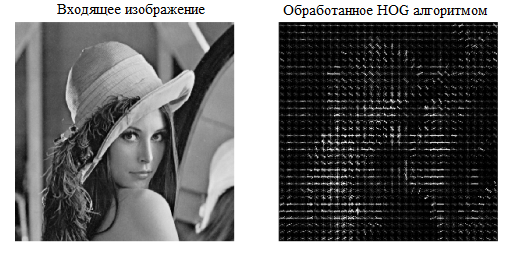 Входящее изображение
Обработанное HOG алгоритмом